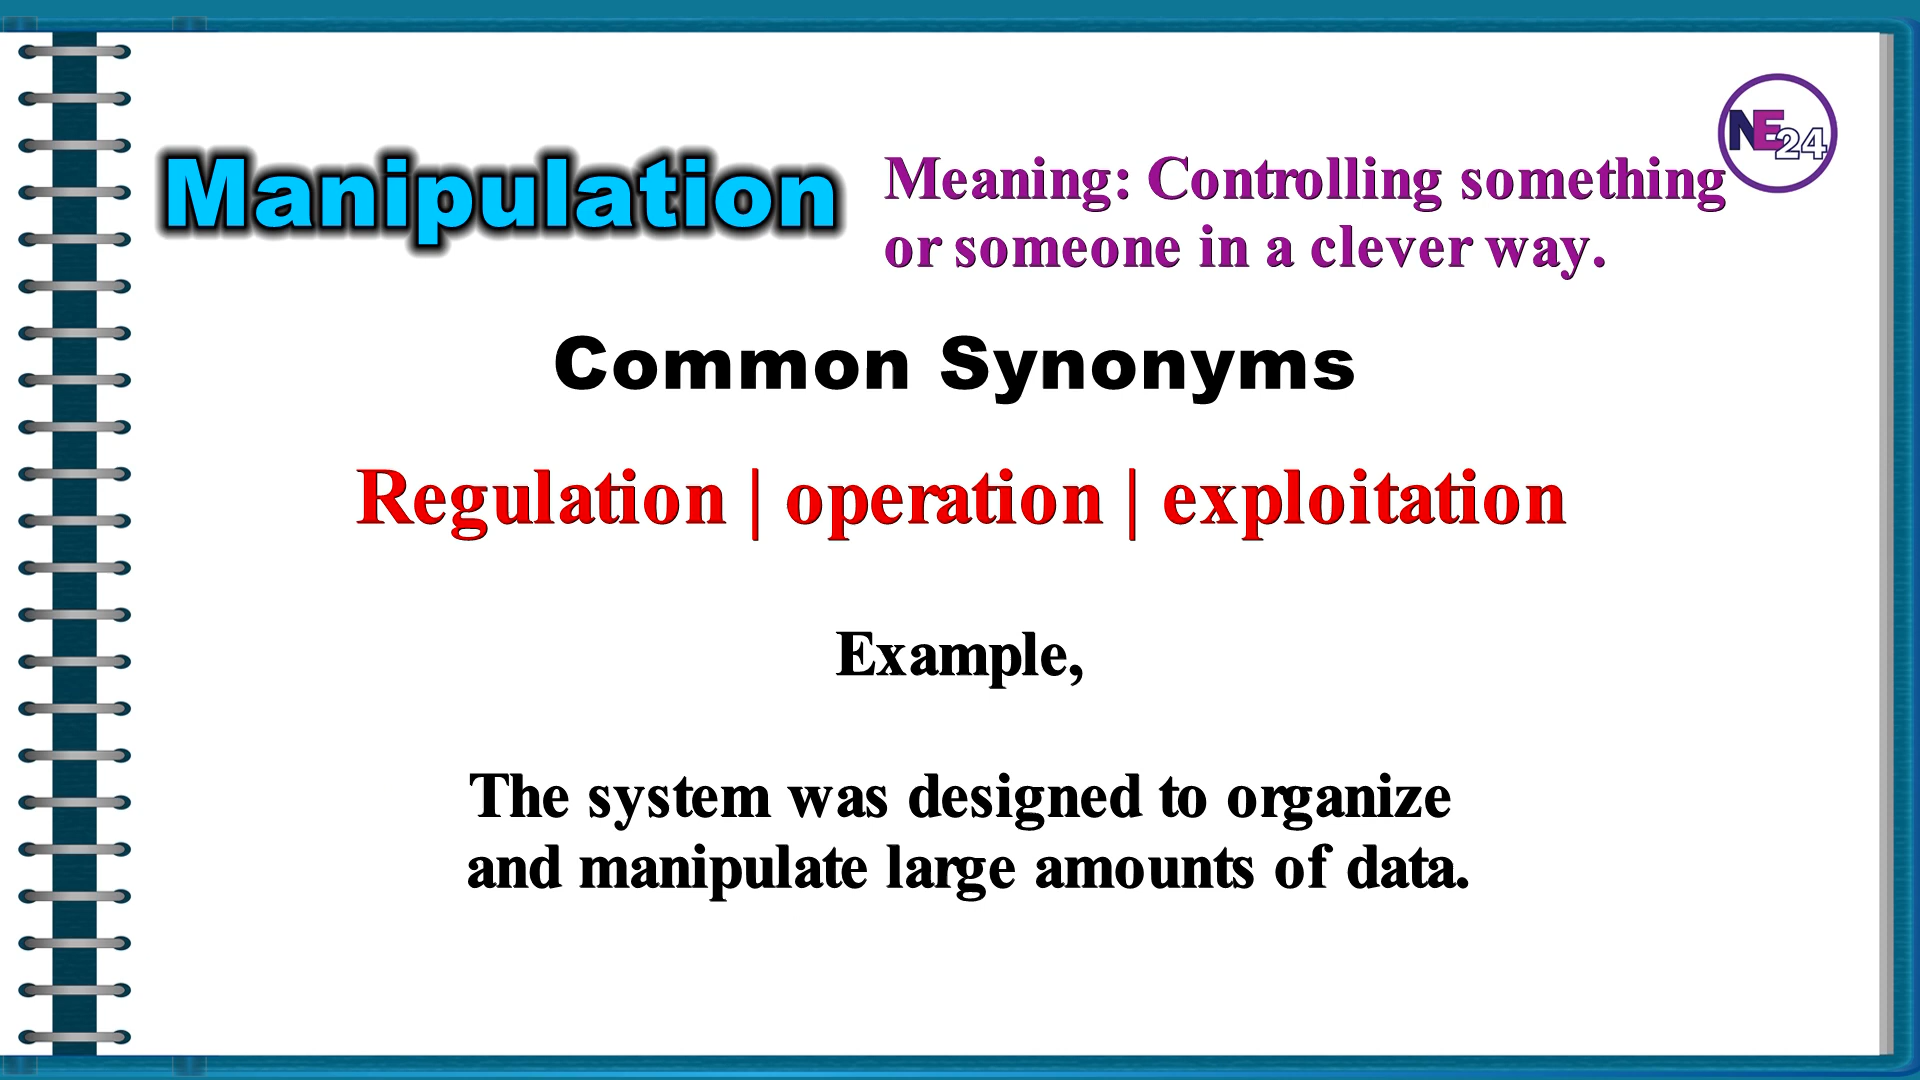 NE24
Manipulation
Meaning: Controlling something
or someone in a clever way.
Common Synonyms
Regulation | operation | exploitation
Example,
The system was designed to organize
and manipulate large amounts of data.